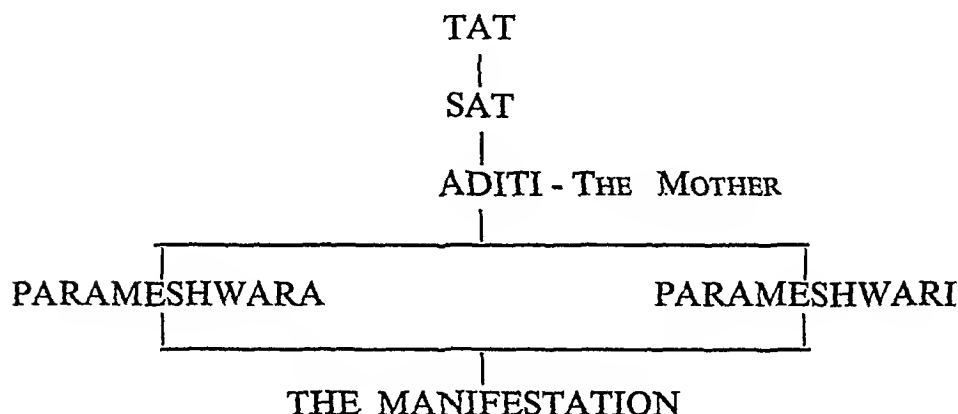 TAT
SAT
ADITI - THE MOTHER
PARAMESHWARA PARAMESHWARI
THE MANIFESTATION